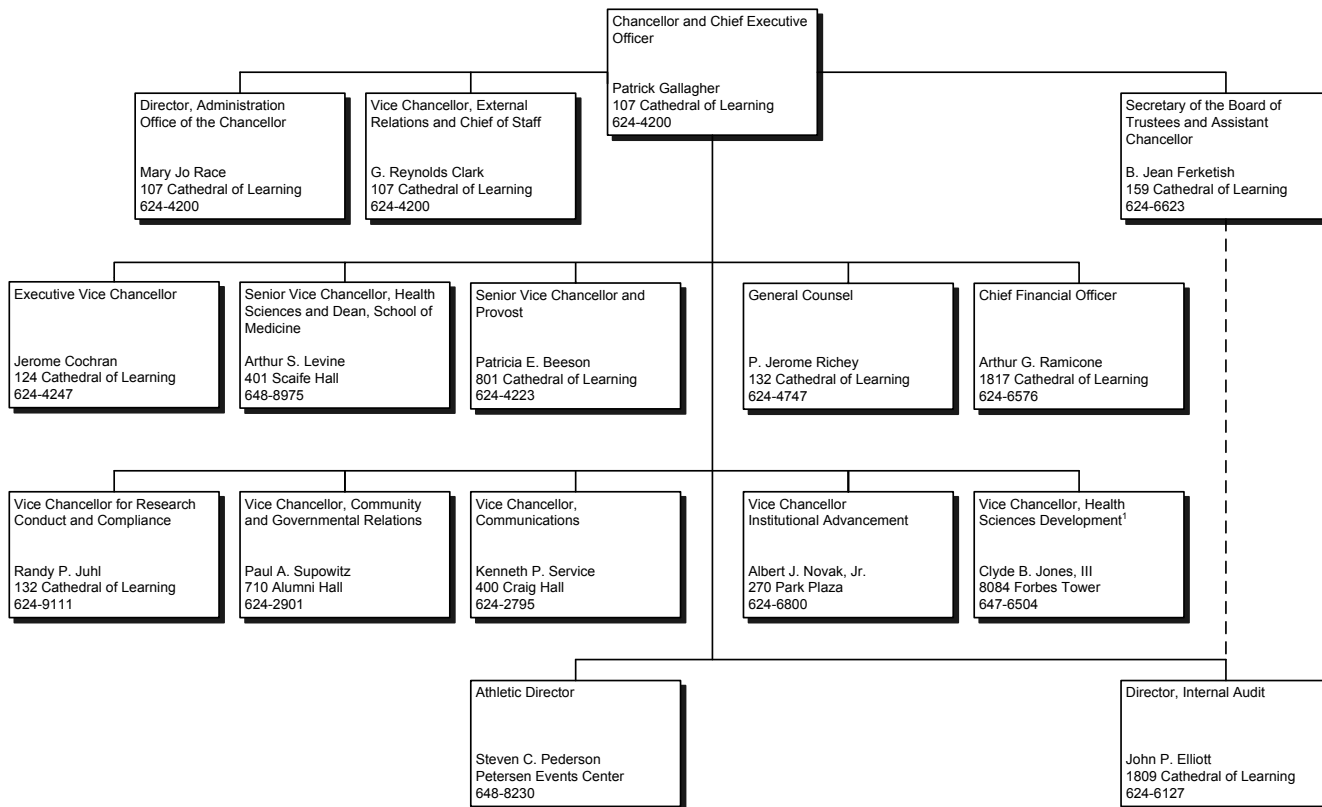 Chancellor and Chief Executive
Officer
Patrick Gallagher
107 Cathedral of Learning
624-4200
Director, Administration
Office of the Chancellor
Mary Jo Race
107 Cathedral of Learning
624-4200
Vice Chancellor, External
Relations and Chief of Staff
G. Reynolds Clark
107 Cathedral of Learning
624-4200
Secretary of the Board of
Trustees and Assistant
Chancellor
B. Jean Ferketish
159 Cathedral of Learning
624-6623
Executive Vice Chancellor
Jerome Cochran
124 Cathedral of Learning
624-4247
Senior Vice Chancellor, Health
Sciences and Dean, School of
Medicine
Arthur S. Levine
401 Scaife Hall
648-8975
Senior Vice Chancellor and
Provost
Patricia E. Beeson
801 Cathedral of Learning
624-4223
General Counsel
P. Jerome Richey
132 Cathedral of Learning
624-4747
Chief Financial Officer
Arthur G. Ramicone
1817 Cathedral of Learning
624-6576
Vice Chancellor for Research
Conduct and Compliance
Randy P. Juhl
132 Cathedral of Learning
624-9111
Vice Chancellor, Community
and Governmental Relations
Paul A. Supowitz
710 Alumni Hall
624-2901
Vice Chancellor,
Communications
Kenneth P. Service
400 Craig Hall
624-2795
Vice Chancellor
Institutional Advancement
Albert J. Novak, Jr.
270 Park Plaza
624-6800
Vice Chancellor, Health
Sciences Development¹
Clyde B. Jones, III
8084 Forbes Tower
647-6504
Athletic Director
Steven C. Pederson
Petersen Events Center
648-8230
Director, Internal Audit
John P. Elliott
1809 Cathedral of Learning
624-6127